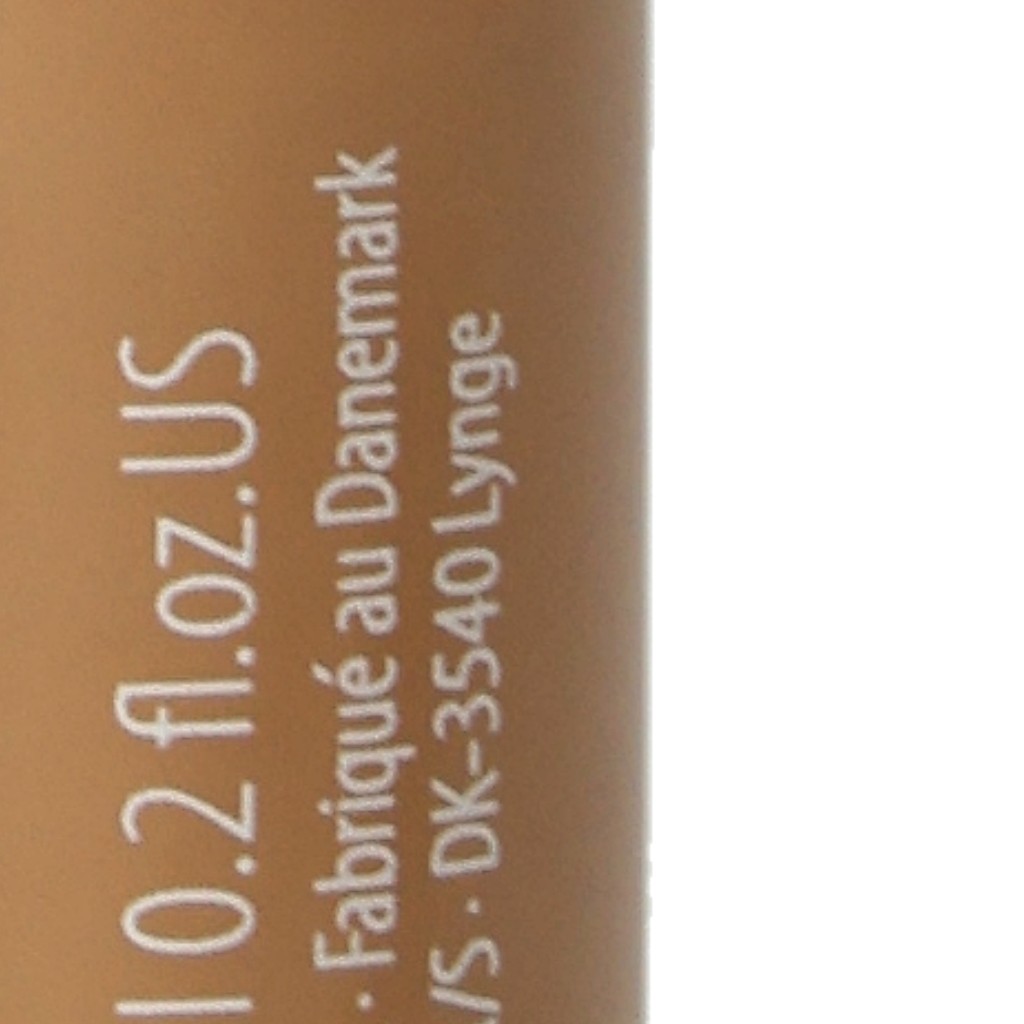 l 0.2 fl.oz.US
· Fabriqué au Danemark
/S · DK-3540 Lynge